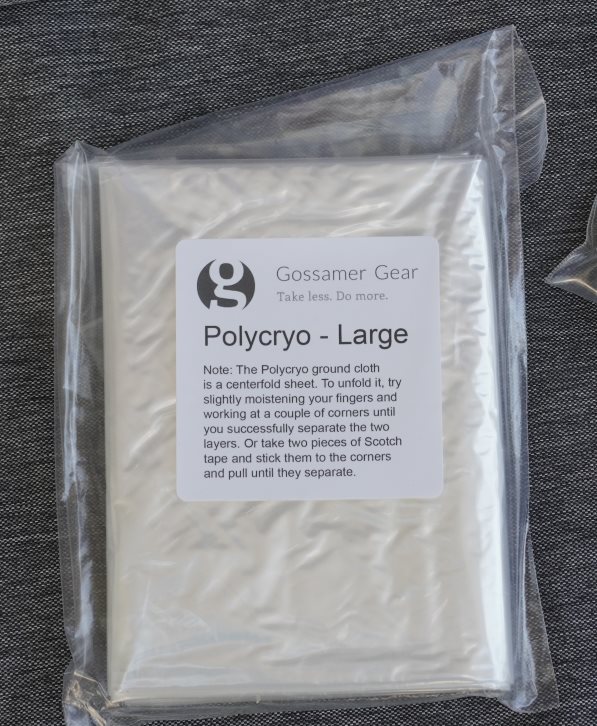 g
Gossamer Gear
Take less. Do more.
Polycryo - Large
Note: The Polycryo ground cloth
is a centerfold sheet. To unfold it, try
slightly moistening your fingers and
working at a couple of corners until
you successfully separate the two
layers. Or take two pieces of Scotch
tape and stick them to the corners
and pull until they separate.